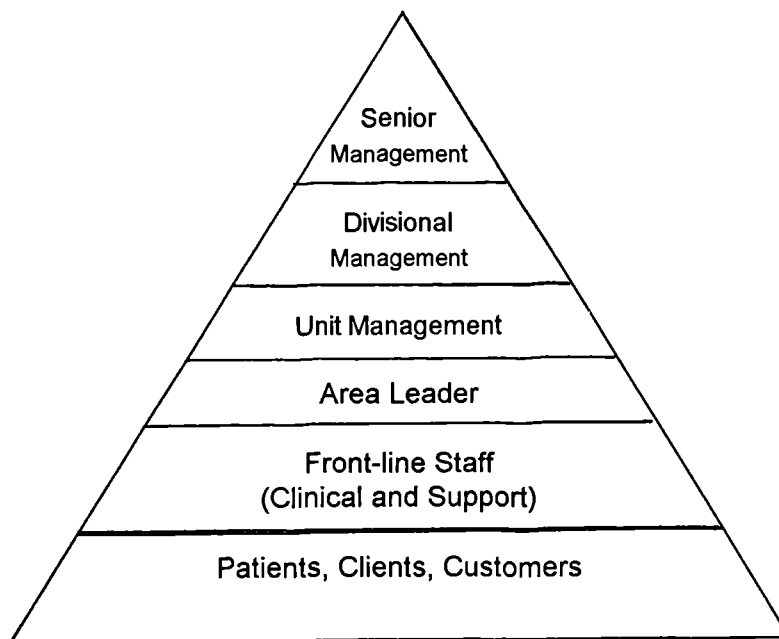 Senior
Management
Divisional
Management
Unit Management
Area Leader
Front-line Staff
(Clinical and Support)
Patients, Clients, Customers